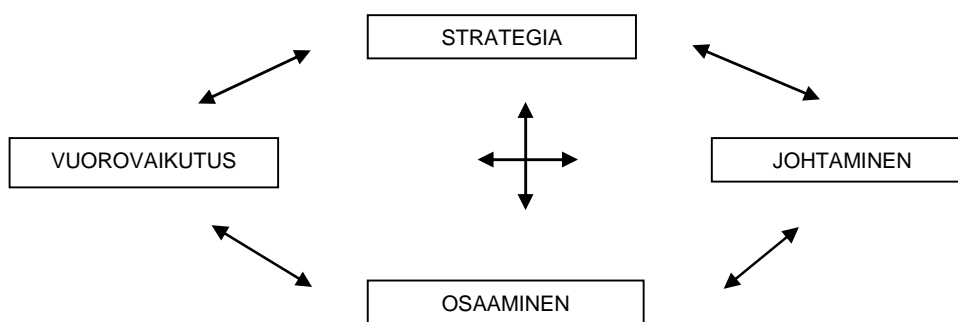 STRATEGIA
VUOROVAIKUTUS
JOHTAMINEN
OSAAMINEN